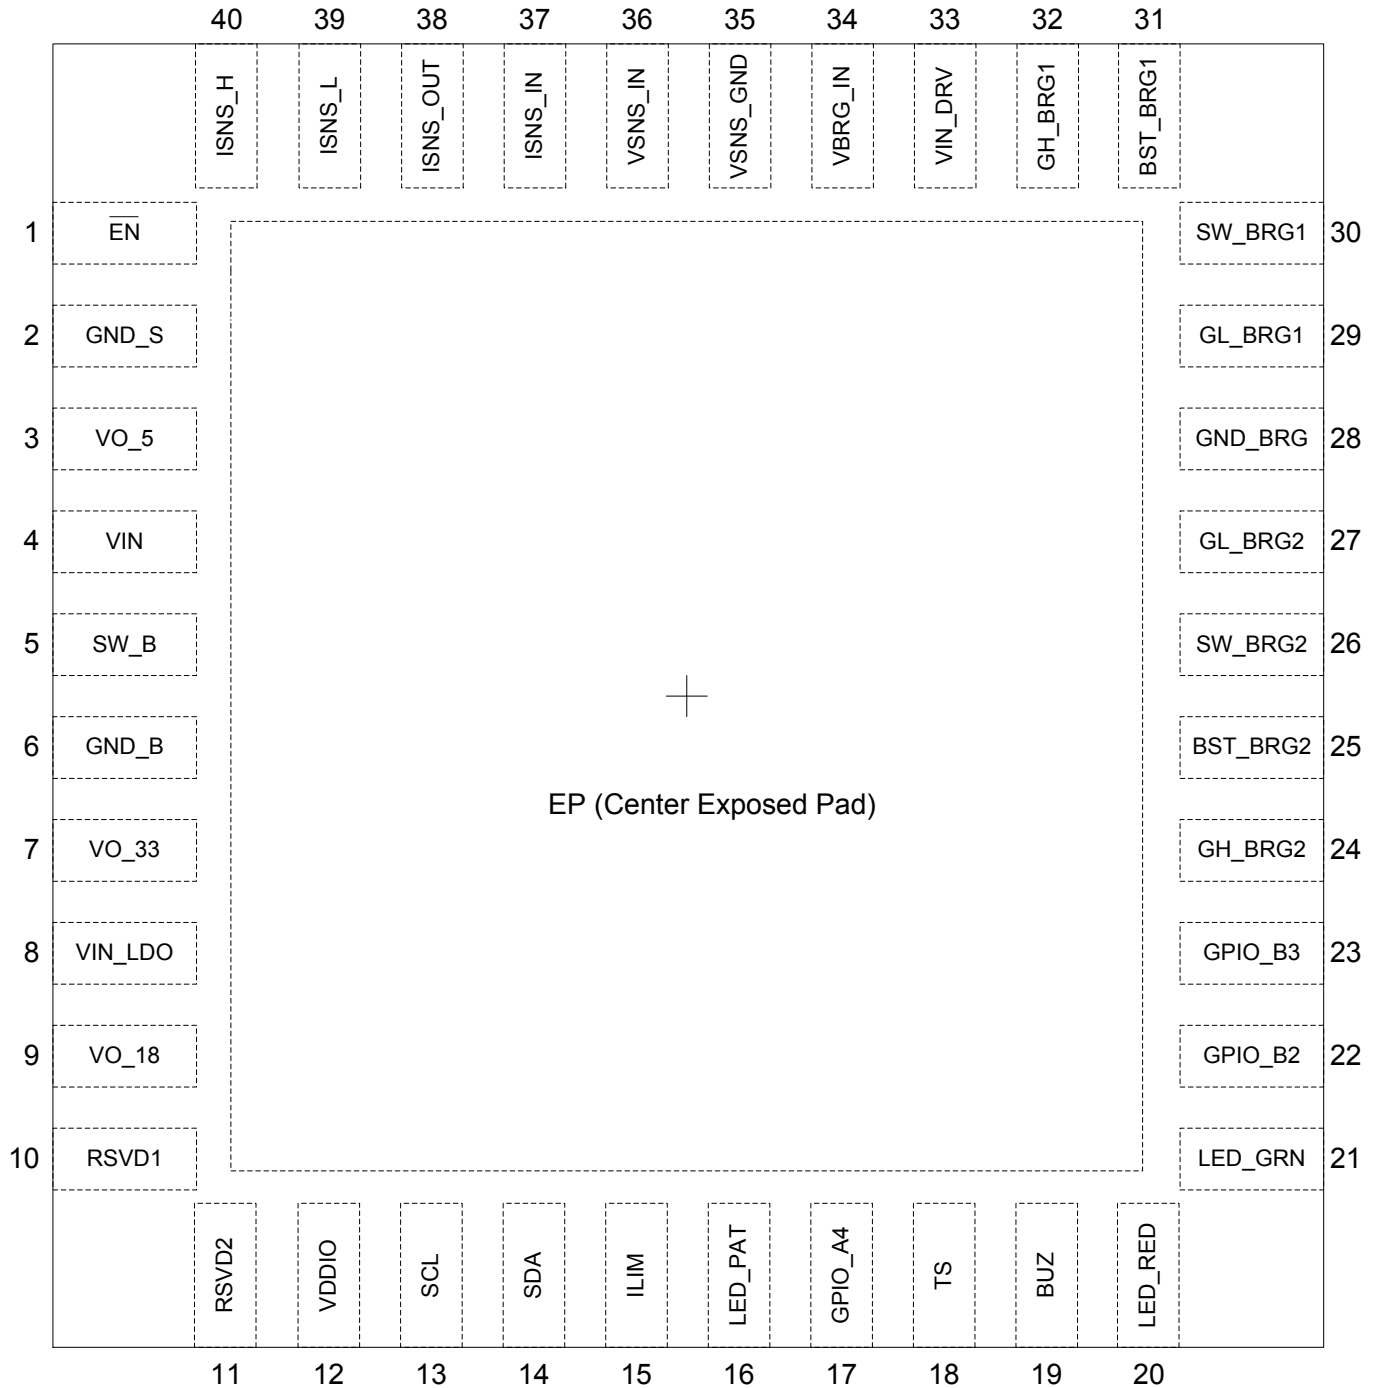 40 39 38 37 36 35 34 33 32 31
ISNS_H
ISNS_L
ISNS_OUT
ISNS_IN
VSNS_IN
VSNS_GND
VBRG_IN
VIN_DRV
GH_BRG1
BST_BRG1
1 EN SW_BRG1 30
2 GND_S GL_BRG1 29
3 VO_5 GND_BRG 28
4 VIN GL_BRG2 27
5 SW_B SW_BRG2 26
6 GND_B BST_BRG2 25
EP (Center Exposed Pad)
7 VO_33 GH_BRG2 24
8 VIN_LDO GPIO_B3 23
9 VO_18 GPIO_B2 22
10 RSVD1 LED_GRN 21
RSVD2
VDDIO
SCL
SDA
ILIM
LED_PAT
GPIO_A4
TS
BUZ
LED_RED
11 12 13 14 15 16 17 18 19 20